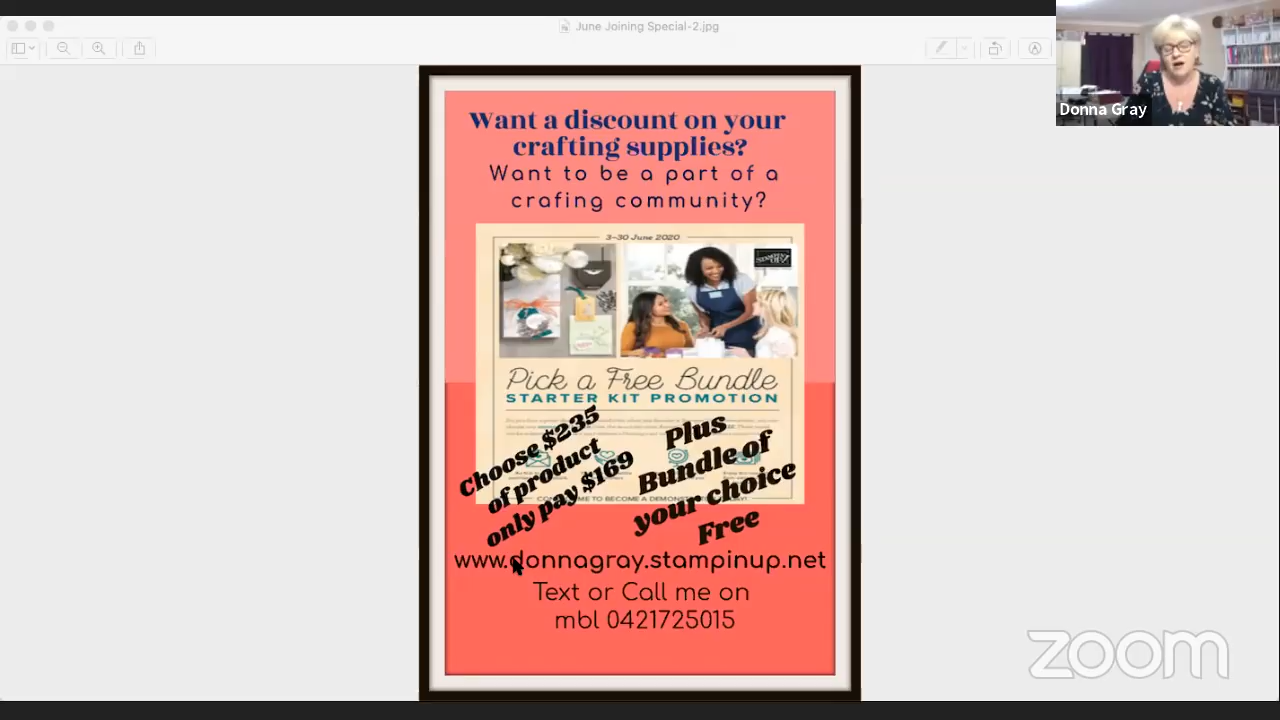 June Joining Special-2.jpg
Donna Gray
Want a discount on your
crafting supplies?
Want to be a part of a
crafing community?
3-30 June 2020
STAMPIN' UP!
Pick a Free Bundle
STARTER KIT PROMOTION
Choose $235
of product
only pay $169
Plus
Bundle of
your choice
Free
www.donnagray.stampinup.net
Text or Call me on
mbl 0421725015
zoom